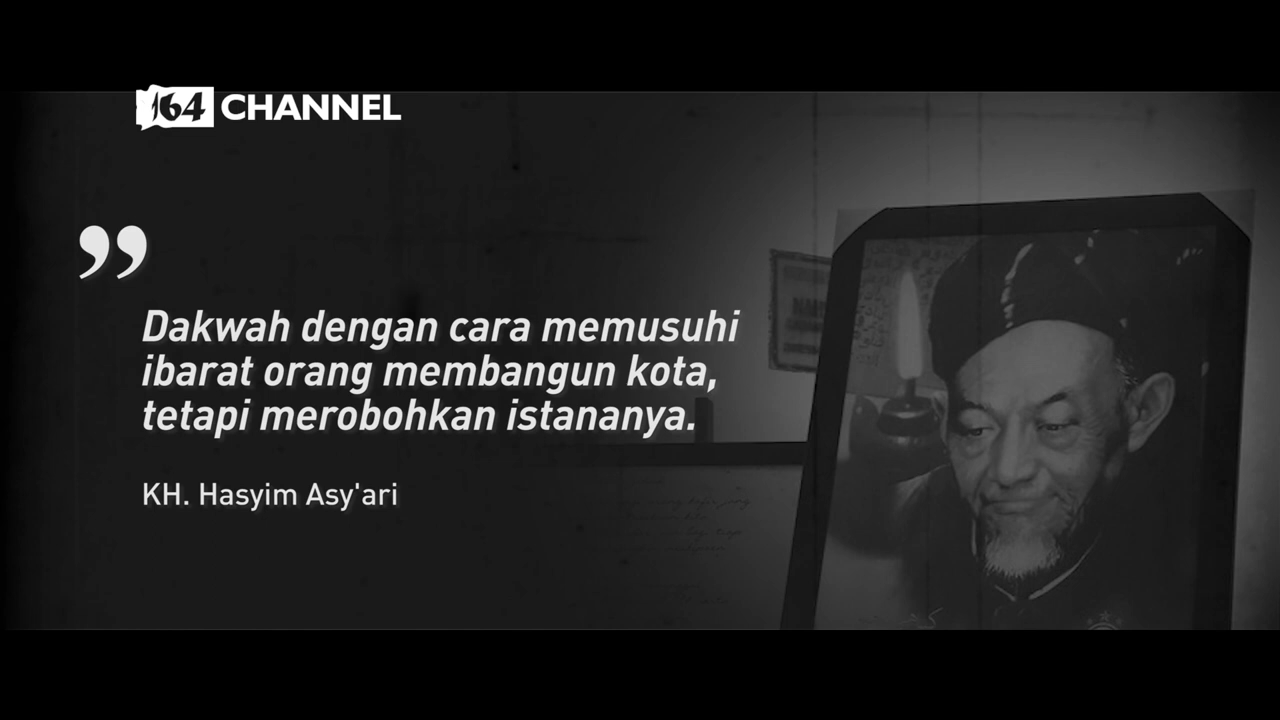 164 CHANNEL
”
Dakwah dengan cara memusuhi
ibarat orang membangun kota,
tetapi merobohkan istananya.
KH. Hasyim Asy'ari